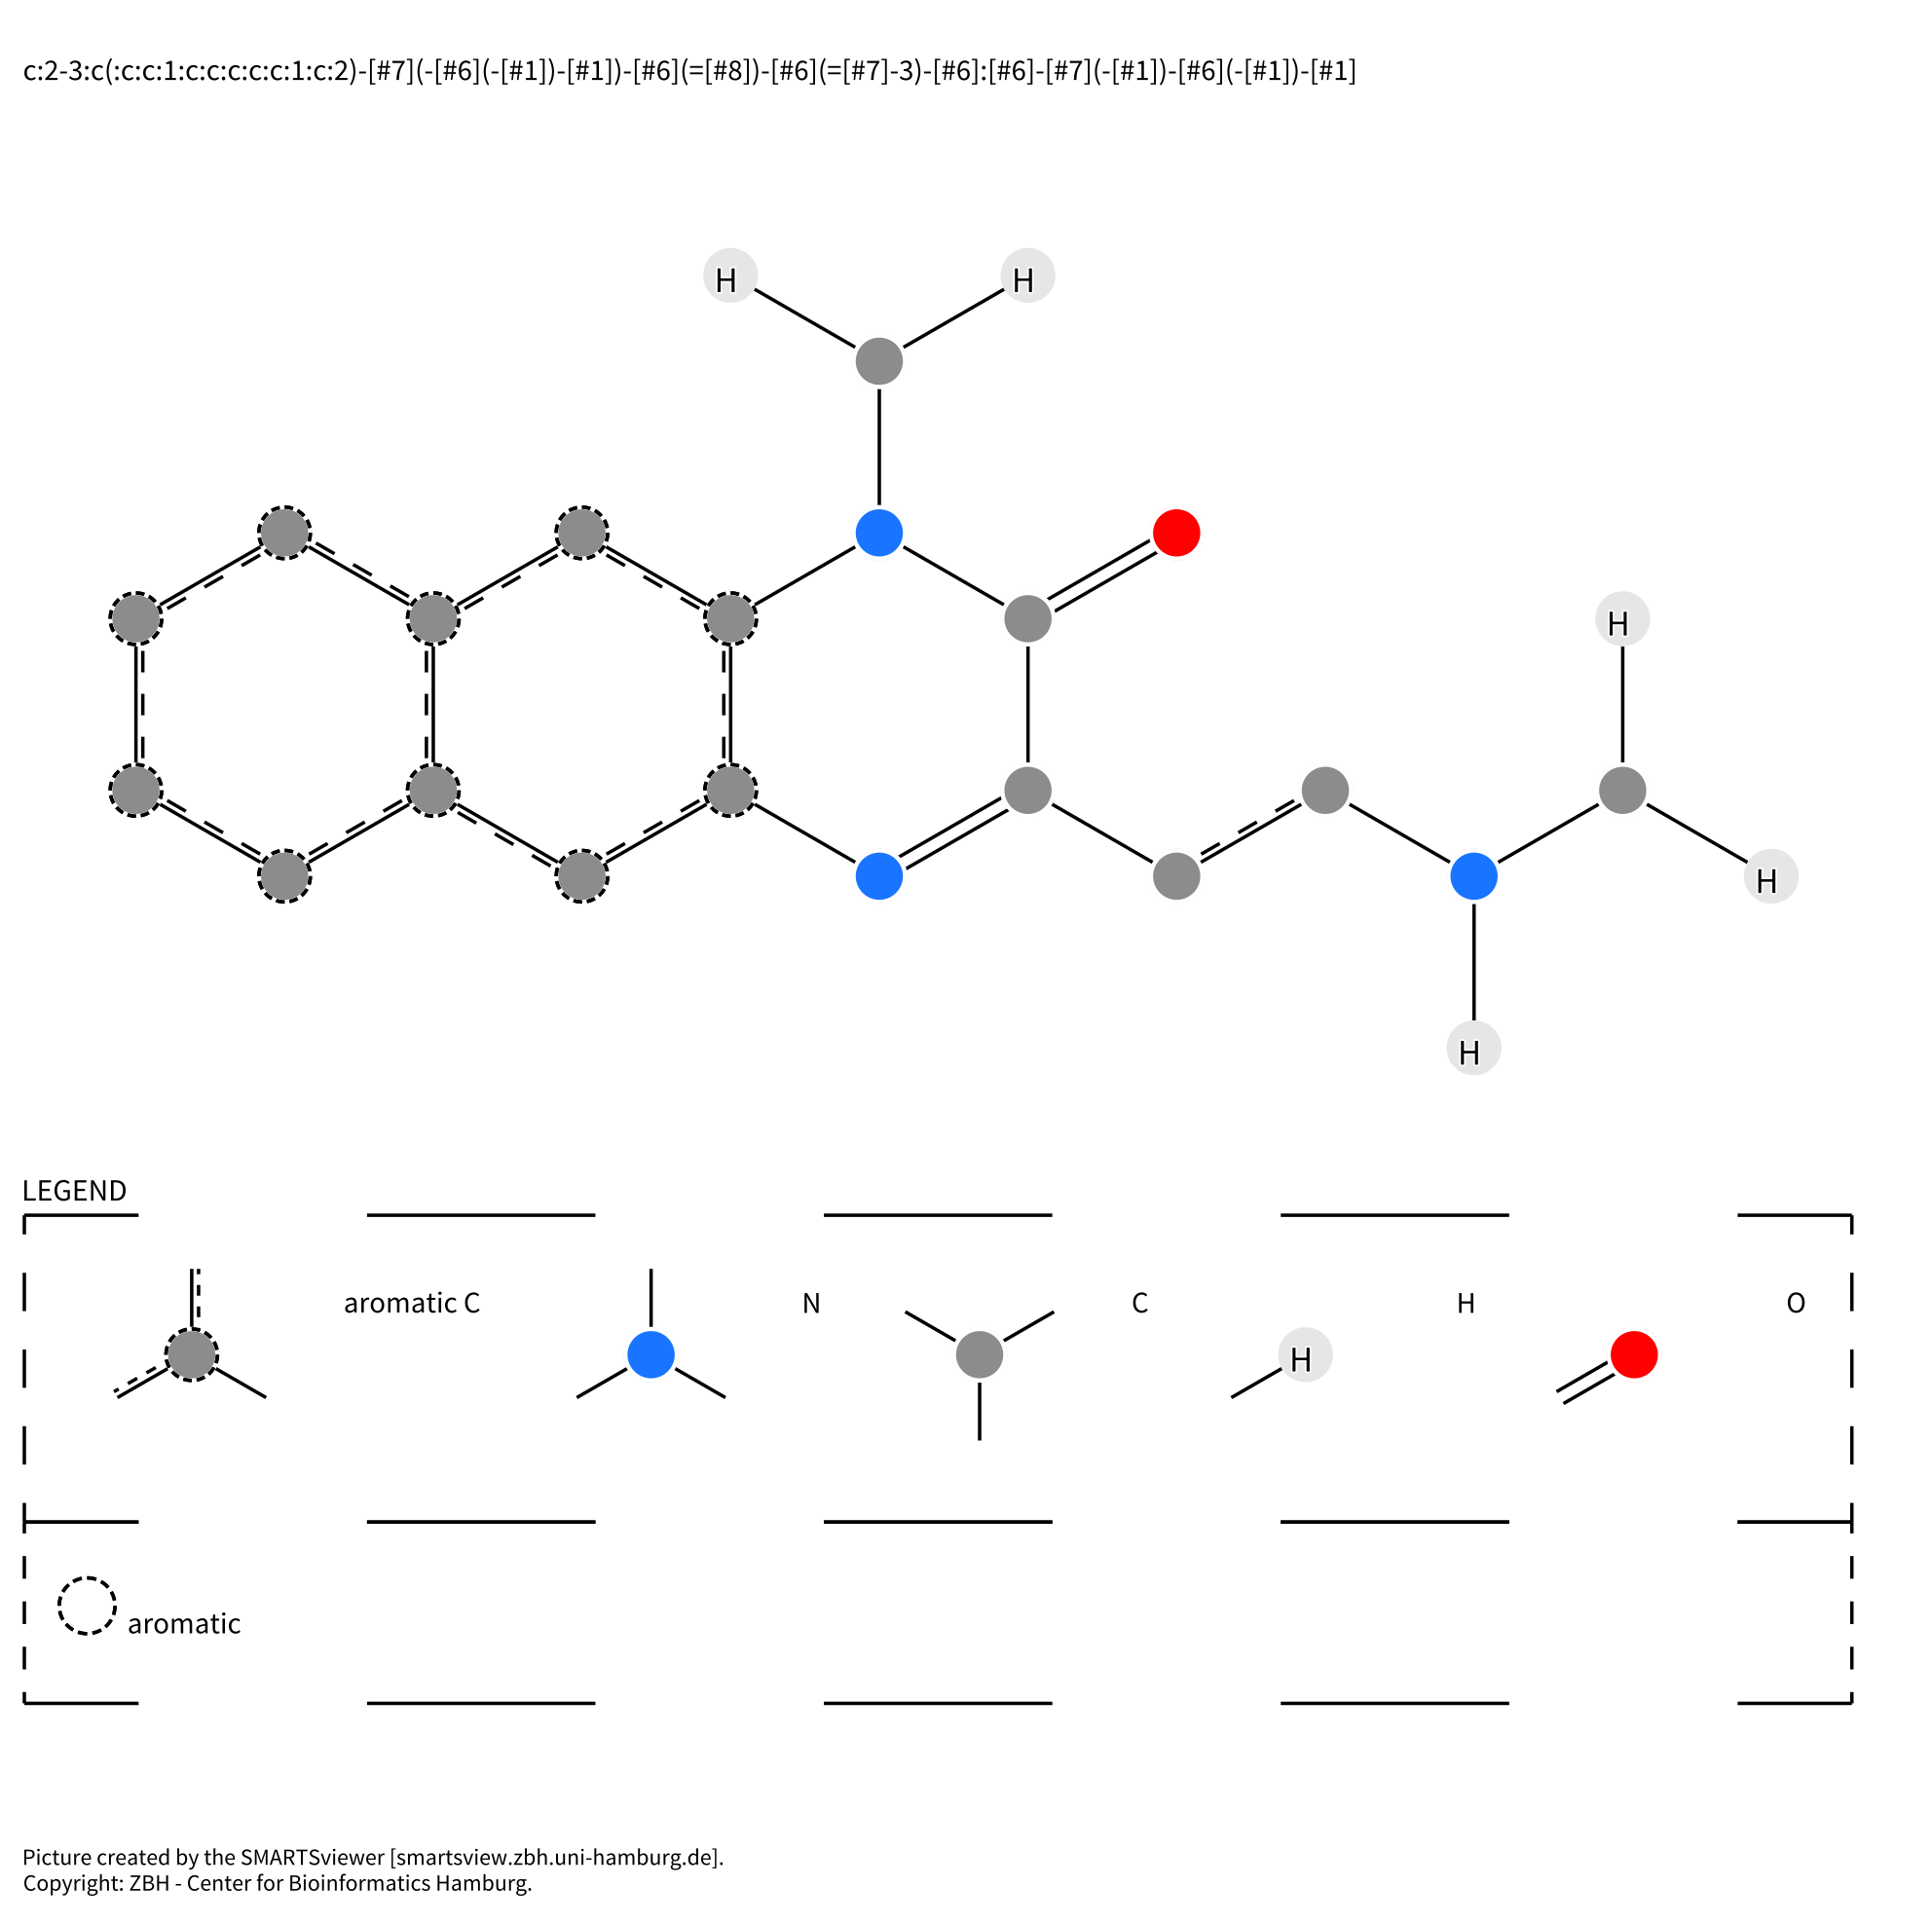 c:2-3:c(:c:c:1:c:c:c:c:c:1:c:2)-[#7](-[#6](-[#1])-[#1])-[#6](=[#8])-[#6](=[#7]-3)-[#6]:[#6]-[#7](-[#1])-[#6](-[#1])-[#1]
H H
H
H
H
LEGEND
aromatic C N C H O
H
aromatic
Picture created by the SMARTSviewer [smartsview.zbh.uni-hamburg.de].
Copyright: ZBH - Center for Bioinformatics Hamburg.